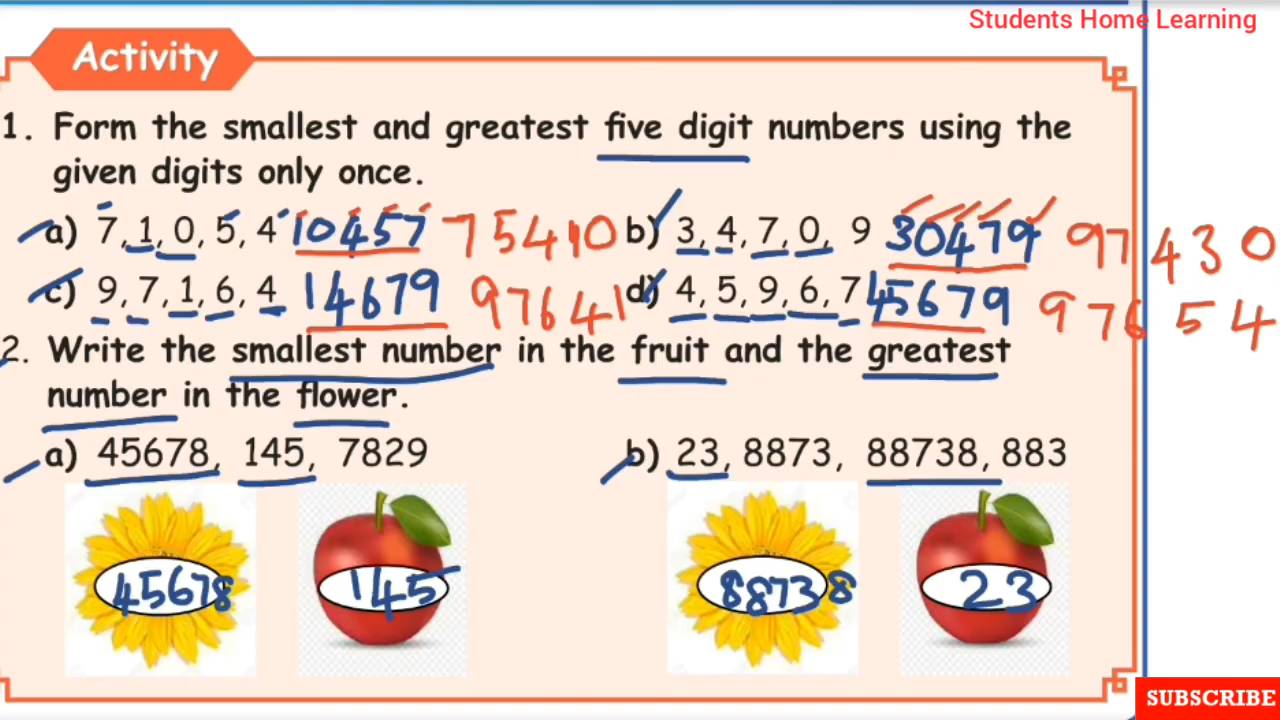 Students Home Learning
Activity
1. Form the smallest and greatest five digit numbers using the
given digits only once.
a) 7, 1, 0, 5, 4 10457 75410 b) 3, 4, 7, 0, 9 30479 97430
c) 9, 7, 1, 6, 4 14679 97641 d) 4, 5, 9, 6, 7 45679 97654
2. Write the smallest number in the fruit and the greatest
number in the flower.
a) 45678, 145, 7829 b) 23, 8873, 88738, 883
45678 145 88738 23
SUBSCRIBE